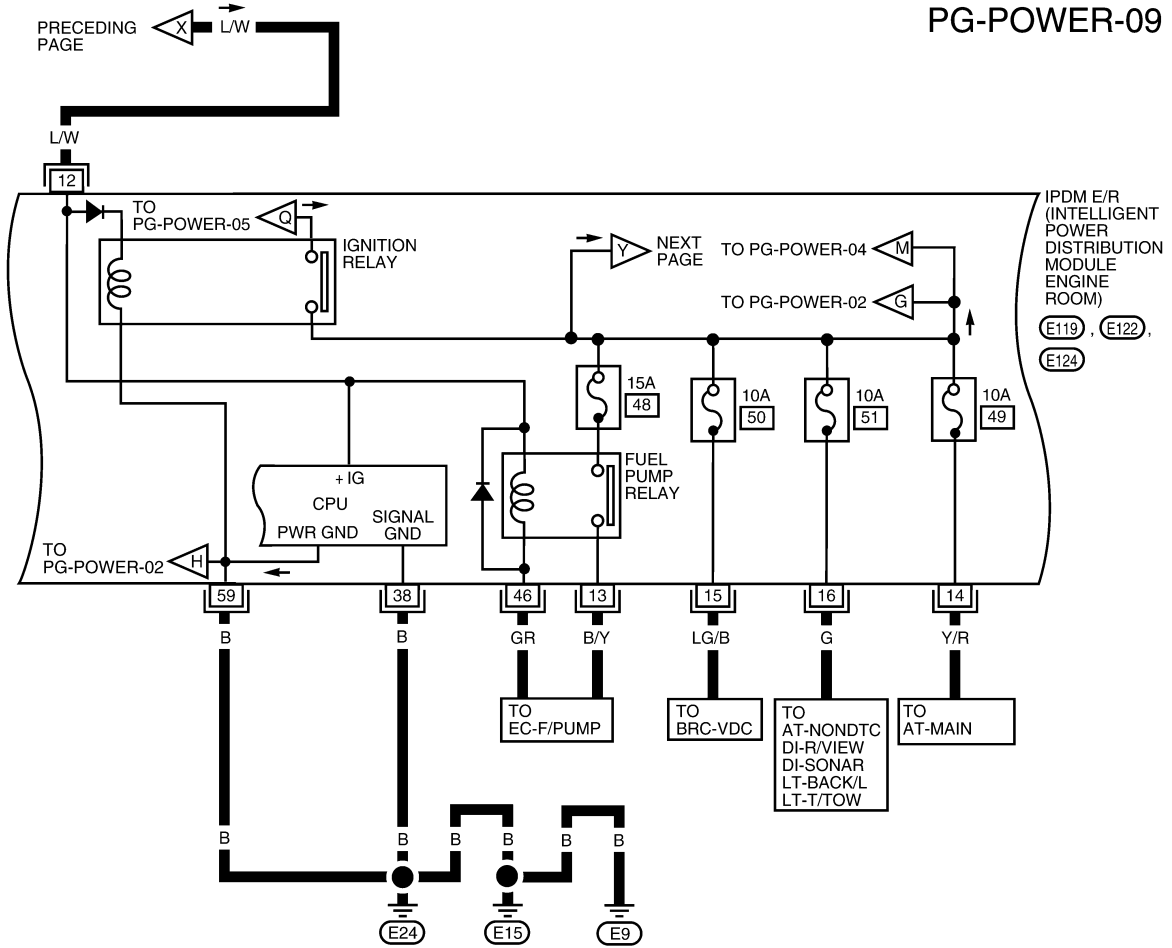 PG-POWER-09
PRECEDING
PAGE
X
L/W
L/W
12
TO
PG-POWER-05
Q
IGNITION
RELAY
Y
NEXT
PAGE
TO PG-POWER-04
M
TO PG-POWER-02
G
IPDM E/R
(INTELLIGENT
POWER
DISTRIBUTION
MODULE
ENGINE
ROOM)
E119 , E122 ,
E124
15A
48
10A
50
10A
51
10A
49
FUEL
PUMP
RELAY
+ IG
CPU
SIGNAL
GND
PWR GND
TO
PG-POWER-02
H
59
38
46
13
15
16
14
B
B
GR
B/Y
LG/B
G
Y/R
TO
EC-F/PUMP
TO
BRC-VDC
TO
AT-NONDTC
DI-R/VIEW
DI-SONAR
LT-BACK/L
LT-T/TOW
TO
AT-MAIN
B
B
B
B
B
B
E24
E15
E9